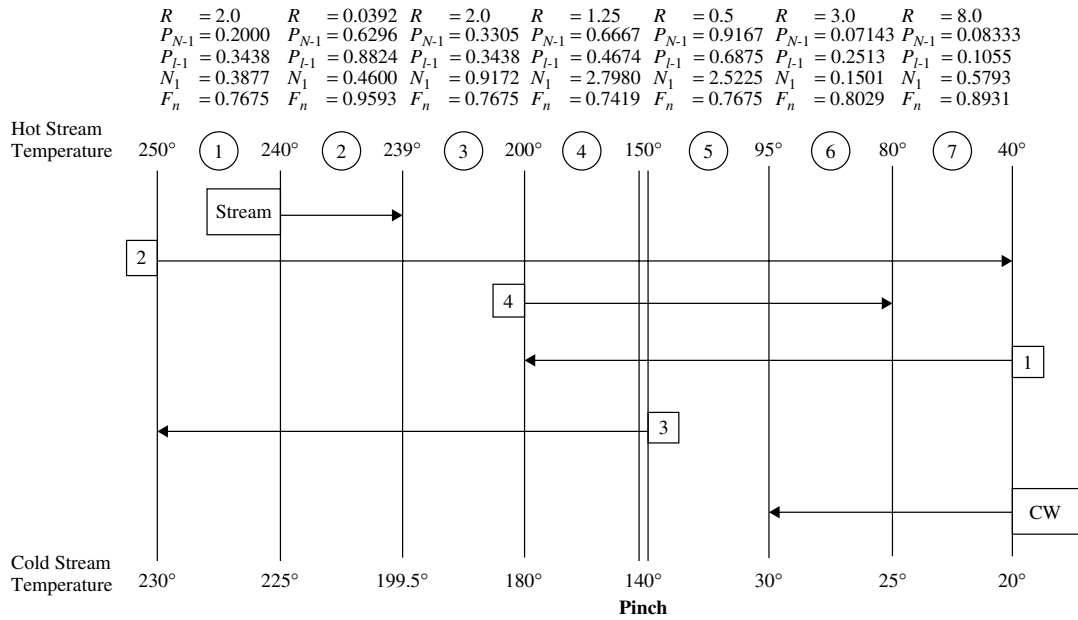 R = 2.0 R = 0.0392 R = 2.0 R = 1.25 R = 0.5 R = 3.0 R = 8.0
P_{N-1} = 0.2000 P_{N-1} = 0.6296 P_{N-1} = 0.3305 P_{N-1} = 0.6667 P_{N-1} = 0.9167 P_{N-1} = 0.07143 P_{N-1} = 0.08333
P_{l-1} = 0.3438 P_{l-1} = 0.8824 P_{l-1} = 0.3438 P_{l-1} = 0.4674 P_{l-1} = 0.6875 P_{l-1} = 0.2513 P_{l-1} = 0.1055
N_1 = 0.3877 N_1 = 0.4600 N_1 = 0.9172 N_1 = 2.7980 N_1 = 2.5225 N_1 = 0.1501 N_1 = 0.5793
F_n = 0.7675 F_n = 0.9593 F_n = 0.7675 F_n = 0.7419 F_n = 0.7675 F_n = 0.8029 F_n = 0.8931
Hot Stream
Temperature 250° 1 240° 2 239° 3 200° 4 150° 5 95° 6 80° 7 40°
Stream
2
4
1
3
CW
Cold Stream
Temperature 230° 225° 199.5° 180° 140° 30° 25° 20°
Pinch